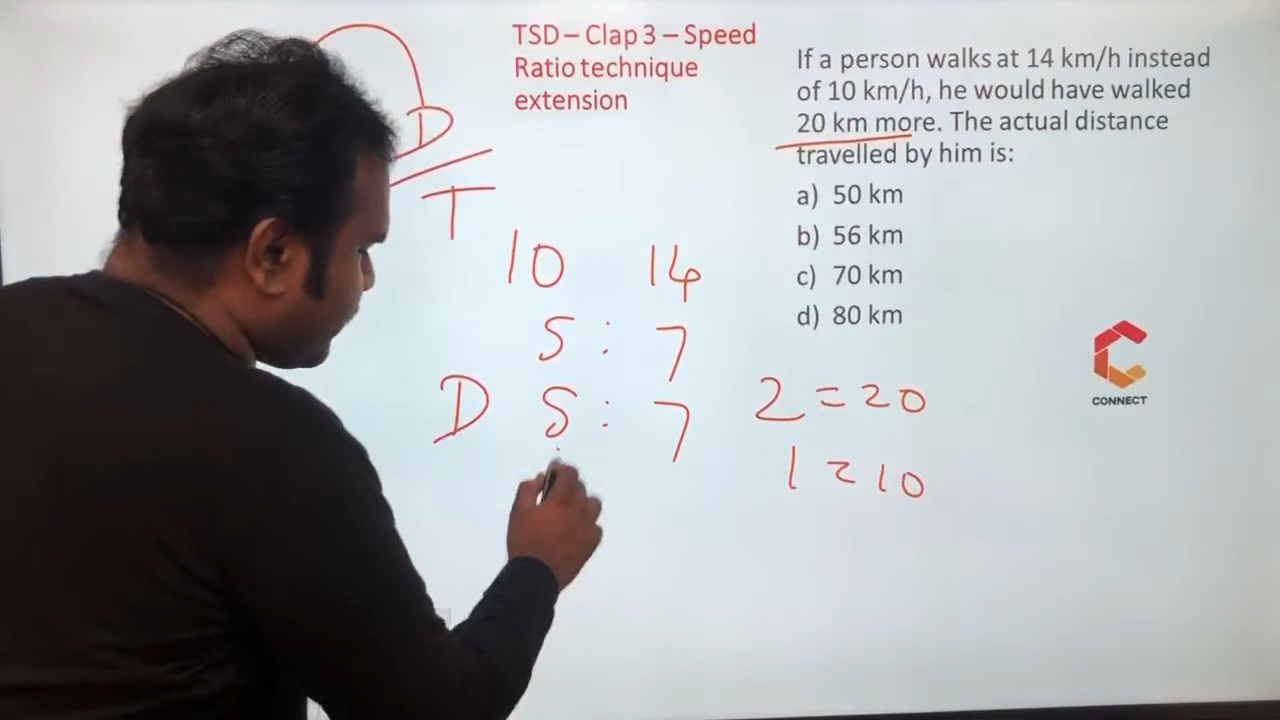 TSD – Clap 3 – Speed
Ratio technique
extension
If a person walks at 14 km/h instead
of 10 km/h, he would have walked
20 km more. The actual distance
travelled by him is:
a) 50 km
b) 56 km
c) 70 km
d) 80 km
D
T
10 14
5 : 7
D 5 : 7
2 = 20
1 = 10
CONNECT